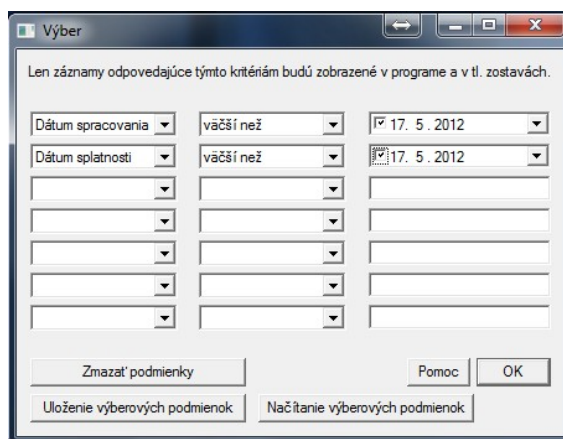 Výber
Len záznamy odpovedajúce týmto kritériám budú zobrazené v programe a v tl. zostavách.
Dátum spracovania väčší než 17. 5 . 2012
Dátum splatnosti väčší než 17. 5 . 2012
Zmazať podmienky Pomoc OK
Uloženie výberových podmienok Načítanie výberových podmienok